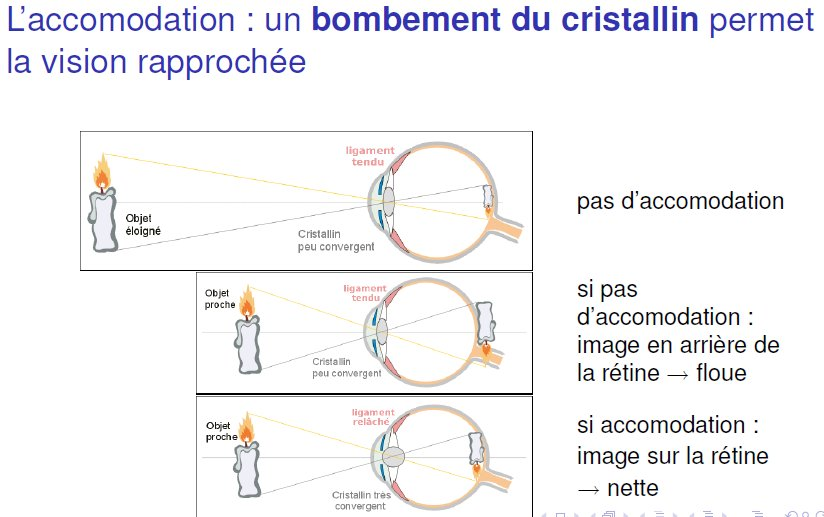 L'accomodation : un bombement du cristallin permet
la vision rapprochée
ligament
tendu
Objet
éloigné
Cristallin
peu convergent
pas d'accomodation
Objet
proche
ligament
tendu
Cristallin
peu convergent
si pas
d'accomodation :
image en arrière de
la rétine → floue
Objet
proche
ligament
relâché
Cristallin très
convergent
si accomodation :
image sur la rétine
→ nette